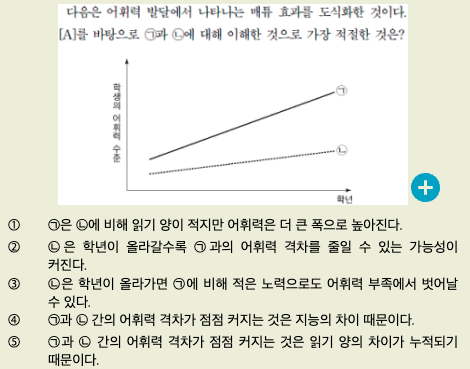 다음은 어휘력 발달에서 나타나는 매튜 효과를 도식화한 것이다.
[A]를 바탕으로 ㉠과 ㉡에 대해 이해한 것으로 가장 적절한 것은?
학생의 어휘력 수준
㉠
㉡
학년
① ㉠은 ㉡에 비해 읽기 양이 적지만 어휘력은 더 큰 폭으로 높아진다.
② ㉡은 학년이 올라갈수록 ㉠과의 어휘력 격차를 줄일 수 있는 가능성이
커진다.
③ ㉡은 학년이 올라가면 ㉠에 비해 적은 노력으로도 어휘력 부족에서 벗어날
수 있다.
④ ㉠과 ㉡ 간의 어휘력 격차가 점점 커지는 것은 지능의 차이 때문이다.
⑤ ㉠과 ㉡ 간의 어휘력 격차가 점점 커지는 것은 읽기 양의 차이가 누적되기
때문이다.